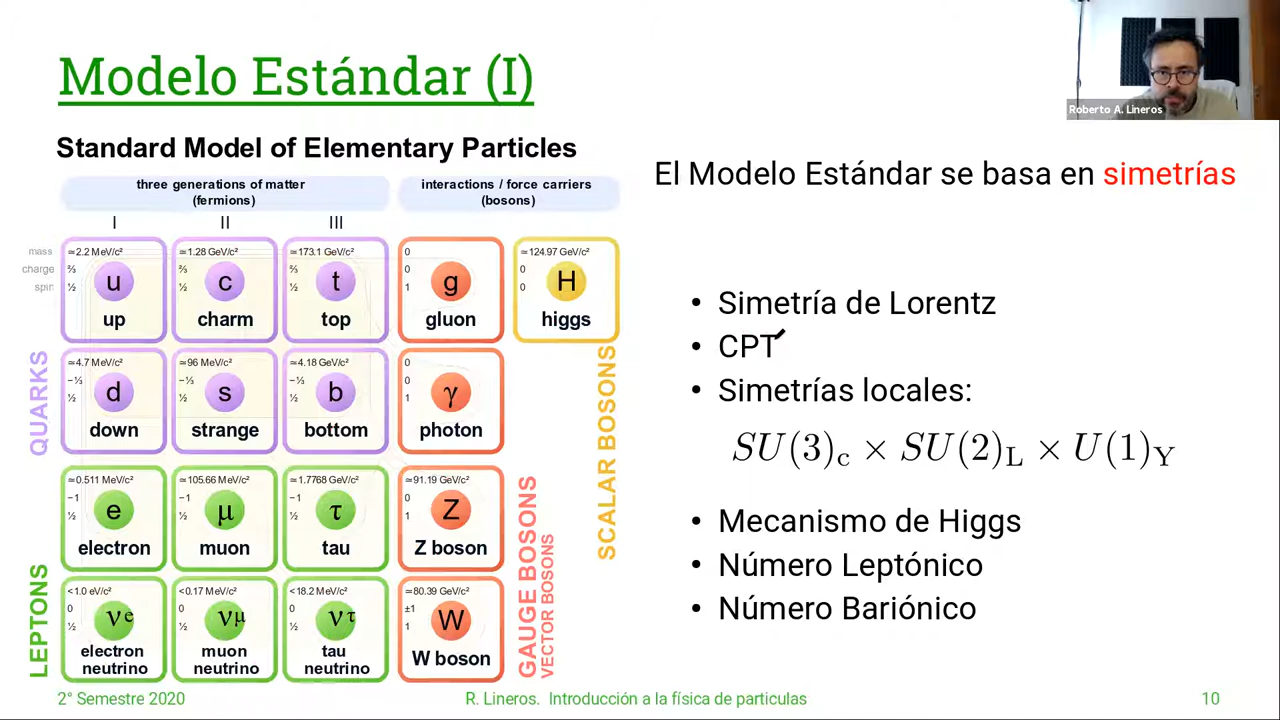 Modelo Estándar (I)
Roberto A. Lineros
Standard Model of Elementary Particles
three generations of matter
(fermions)
interactions / force carriers
(bosons)
I
II
III
mass
charge
spin
≃2.2 MeV/c²
⅔
½
u
up
≃1.28 GeV/c²
⅔
½
c
charm
≃173.1 GeV/c²
⅔
½
t
top
0
0
1
g
gluon
≃124.97 GeV/c²
0
0
H
higgs
QUARKS
≃4.7 MeV/c²
−⅓
½
d
down
≃96 MeV/c²
−⅓
½
s
strange
≃4.18 GeV/c²
−⅓
½
b
bottom
0
0
1
γ
photon
SCALAR BOSONS
LEPTONS
≃0.511 MeV/c²
−1
½
e
electron
≃105.66 MeV/c²
−1
½
μ
muon
≃1.7768 GeV/c²
−1
½
τ
tau
≃91.19 GeV/c²
0
1
Z
Z boson
GAUGE BOSONS
VECTOR BOSONS
<1.0 eV/c²
0
½
νe
electron
neutrino
<0.17 MeV/c²
0
½
νμ
muon
neutrino
<18.2 MeV/c²
0
½
ντ
tau
neutrino
≃80.39 GeV/c²
±1
1
W
W boson
El Modelo Estándar se basa en simetrías
• Simetría de Lorentz
• CPT
• Simetrías locales:
SU(3)c × SU(2)L × U(1)Y
• Mecanismo de Higgs
• Número Leptónico
• Número Bariónico
2° Semestre 2020
R. Lineros. Introducción a la física de particulas
10